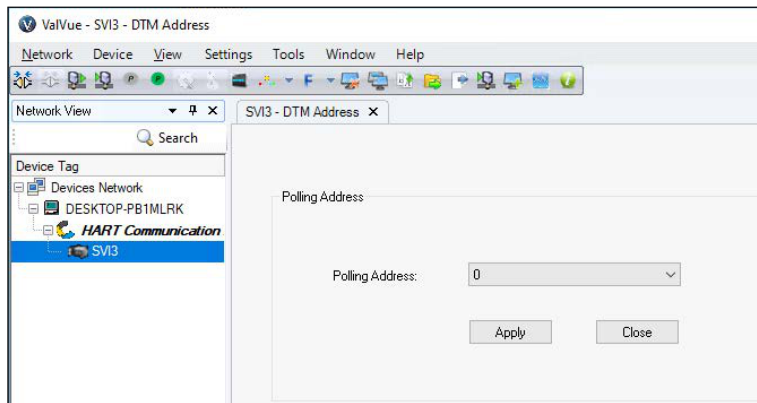 ValVue - SVI3 - DTM Address
Network Device View Settings Tools Window Help
Network View
SVI3 - DTM Address
Search
Device Tag
Devices Network
DESKTOP-PB1MLRK
HART Communication
SVI3
Polling Address
Polling Address: 0
Apply Close